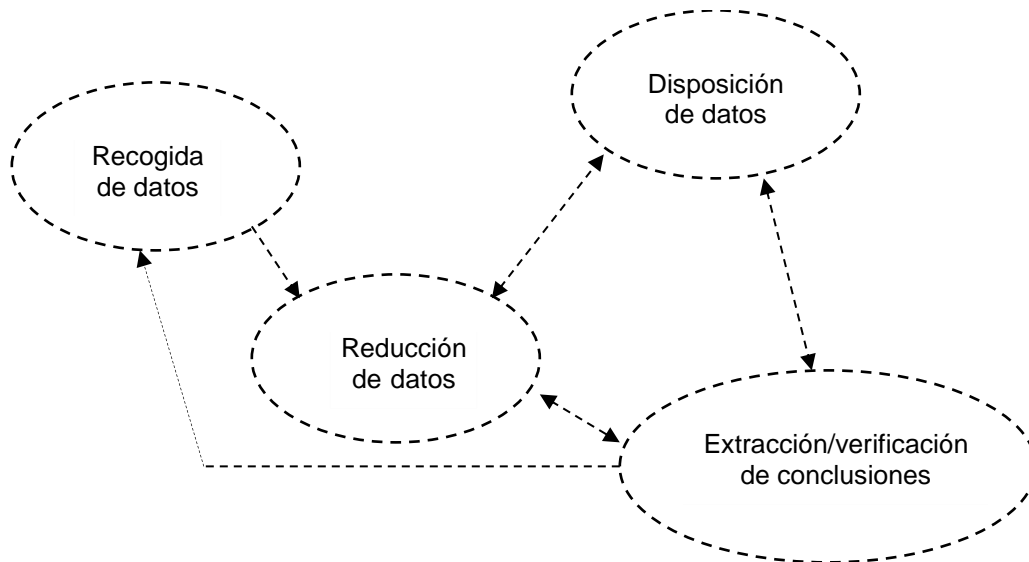 Disposición
de datos
Recogida
de datos
Reducción
de datos
Extracción/verificación
de conclusiones